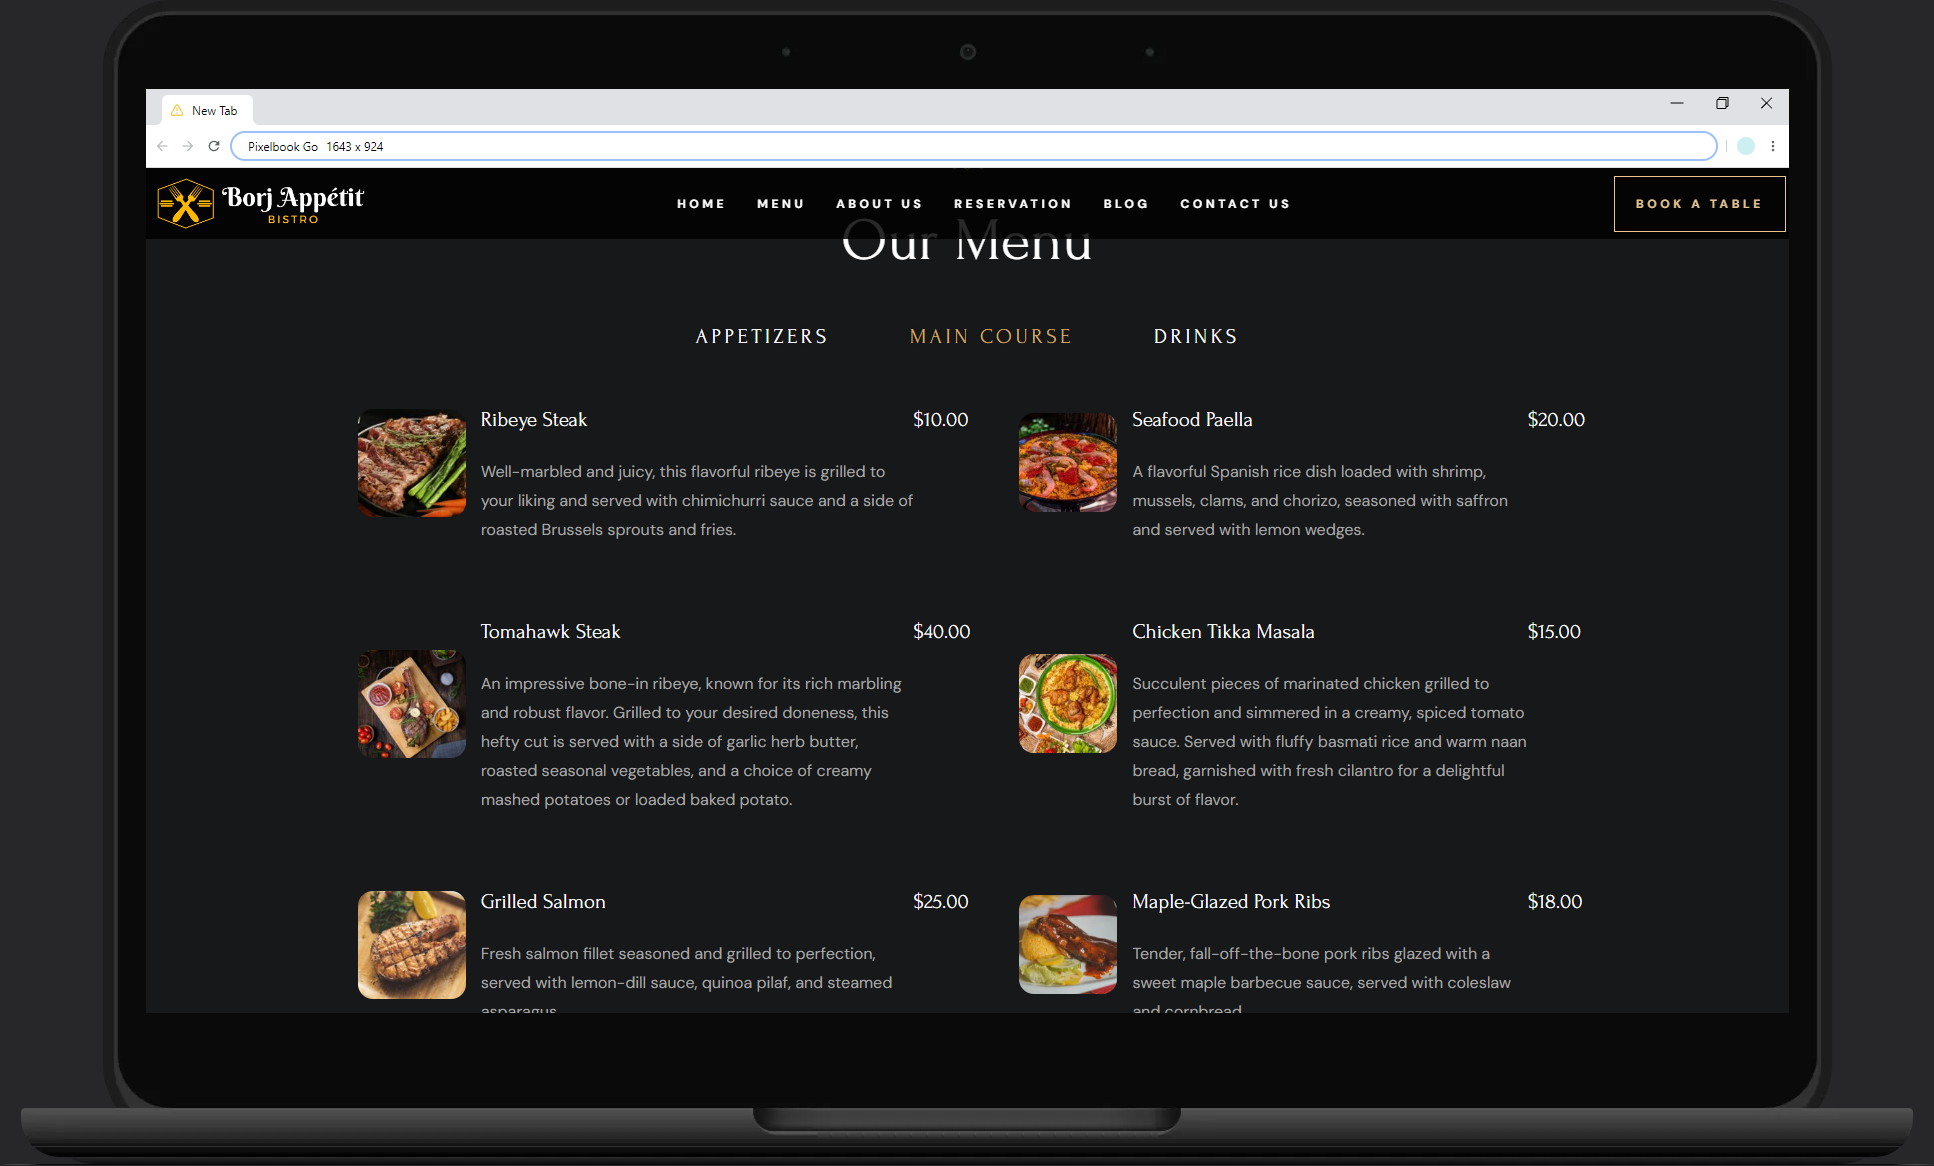 New Tab
Pixelbook Go 1643 x 924
Borj Appétit
BISTRO
HOME MENU ABOUT US RESERVATION BLOG CONTACT US
BOOK A TABLE
Our Menu
APPETIZERS MAIN COURSE DRINKS
Ribeye Steak $10.00
Well-marbled and juicy, this flavorful ribeye is grilled to
your liking and served with chimichurri sauce and a side of
roasted Brussels sprouts and fries.
Seafood Paella $20.00
A flavorful Spanish rice dish loaded with shrimp,
mussels, clams, and chorizo, seasoned with saffron
and served with lemon wedges.
Tomahawk Steak $40.00
An impressive bone-in ribeye, known for its rich marbling
and robust flavor. Grilled to your desired doneness, this
hefty cut is served with a side of garlic herb butter,
roasted seasonal vegetables, and a choice of creamy
mashed potatoes or loaded baked potato.
Chicken Tikka Masala $15.00
Succulent pieces of marinated chicken grilled to
perfection and simmered in a creamy, spiced tomato
sauce. Served with fluffy basmati rice and warm naan
bread, garnished with fresh cilantro for a delightful
burst of flavor.
Grilled Salmon $25.00
Fresh salmon fillet seasoned and grilled to perfection,
served with lemon-dill sauce, quinoa pilaf, and steamed
asparagus.
Maple-Glazed Pork Ribs $18.00
Tender, fall-off-the-bone pork ribs glazed with a
sweet maple barbecue sauce, served with coleslaw
and cornbread.